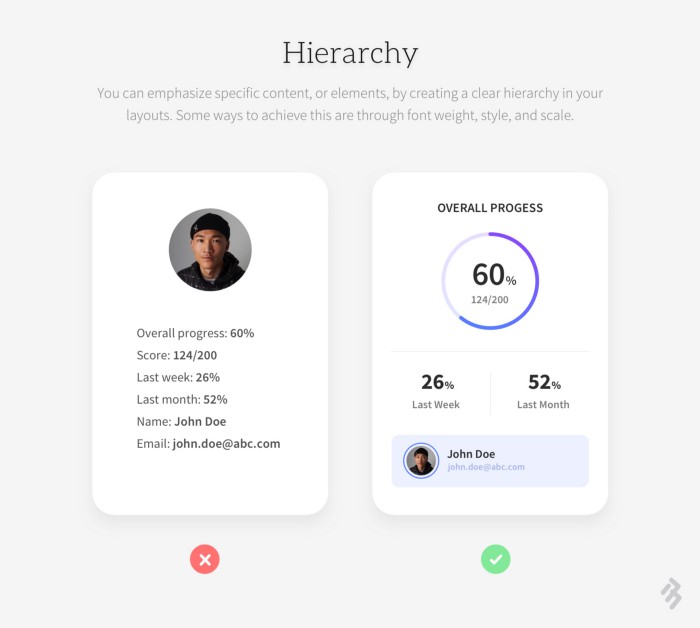 Hierarchy
You can emphasize specific content, or elements, by creating a clear hierarchy in your
layouts. Some ways to achieve this are through font weight, style, and scale.
Overall progress: 60%
Score: 124/200
Last week: 26%
Last month: 52%
Name: John Doe
Email: john.doe@abc.com
OVERALL PROGESS
60%
124/200
26% 52%
Last Week Last Month
John Doe
john.doe@abc.com